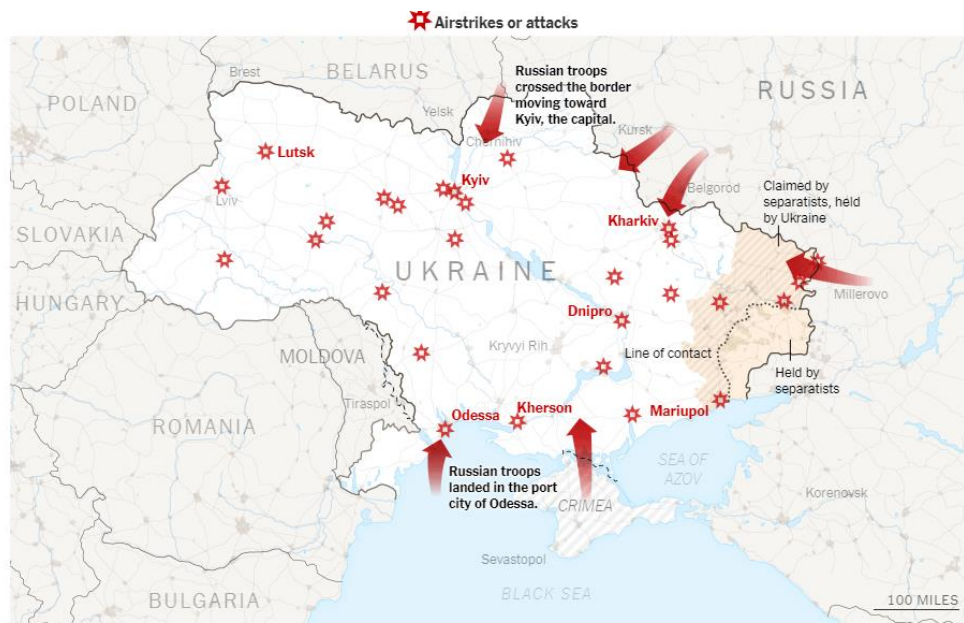 Airstrikes or attacks
Brest
BELARUS
Russian troops
crossed the border
moving toward
Kyiv, the capital.
RUSSIA
POLAND
Yelsk
Chernihiv
Kursk
Lutsk
Kyiv
Belgorod
Claimed by
separatists, held
by Ukraine
Lviv
Kharkiv
SLOVAKIA
UKRAINE
HUNGARY
Millerovo
Dnipro
MOLDOVA
Kryvyi Rih
Line of contact
Held by
separatists
Tiraspol
ROMANIA
Odessa
Kherson
Mariupol
Russian troops
landed in the port
city of Odessa.
SEA OF
AZOV
CRIMEA
Korenovsk
Sevastopol
BLACK SEA
BULGARIA
100 MILES